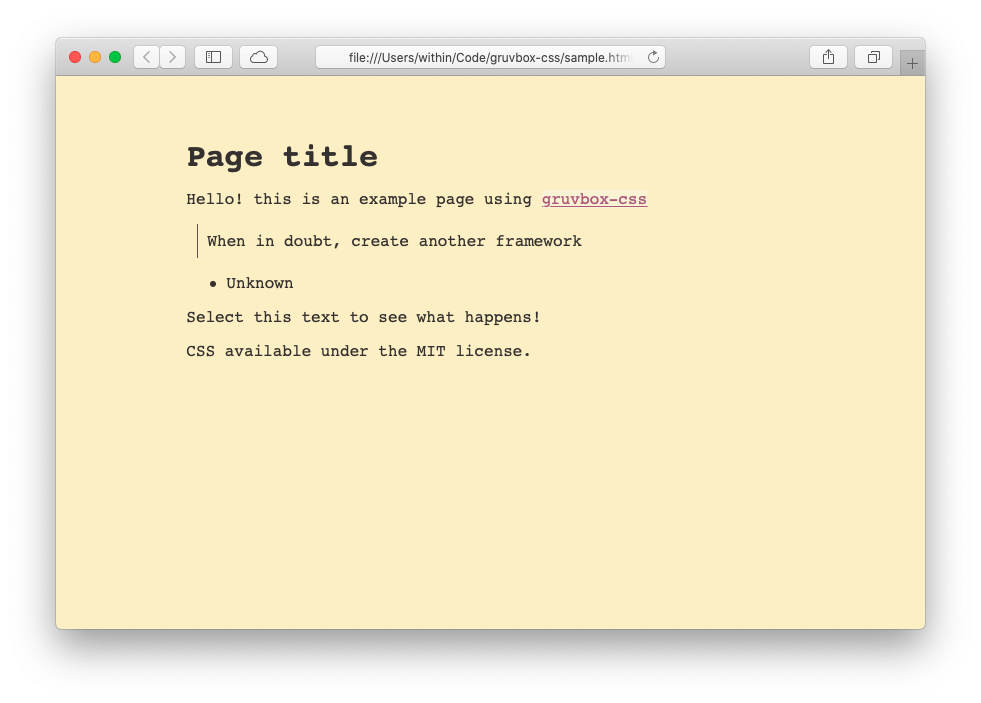 file:///Users/within/Code/gruvbox-css/sample.html
Page title
Hello! this is an example page using gruvbox-css
When in doubt, create another framework
• Unknown
Select this text to see what happens!
CSS available under the MIT license.